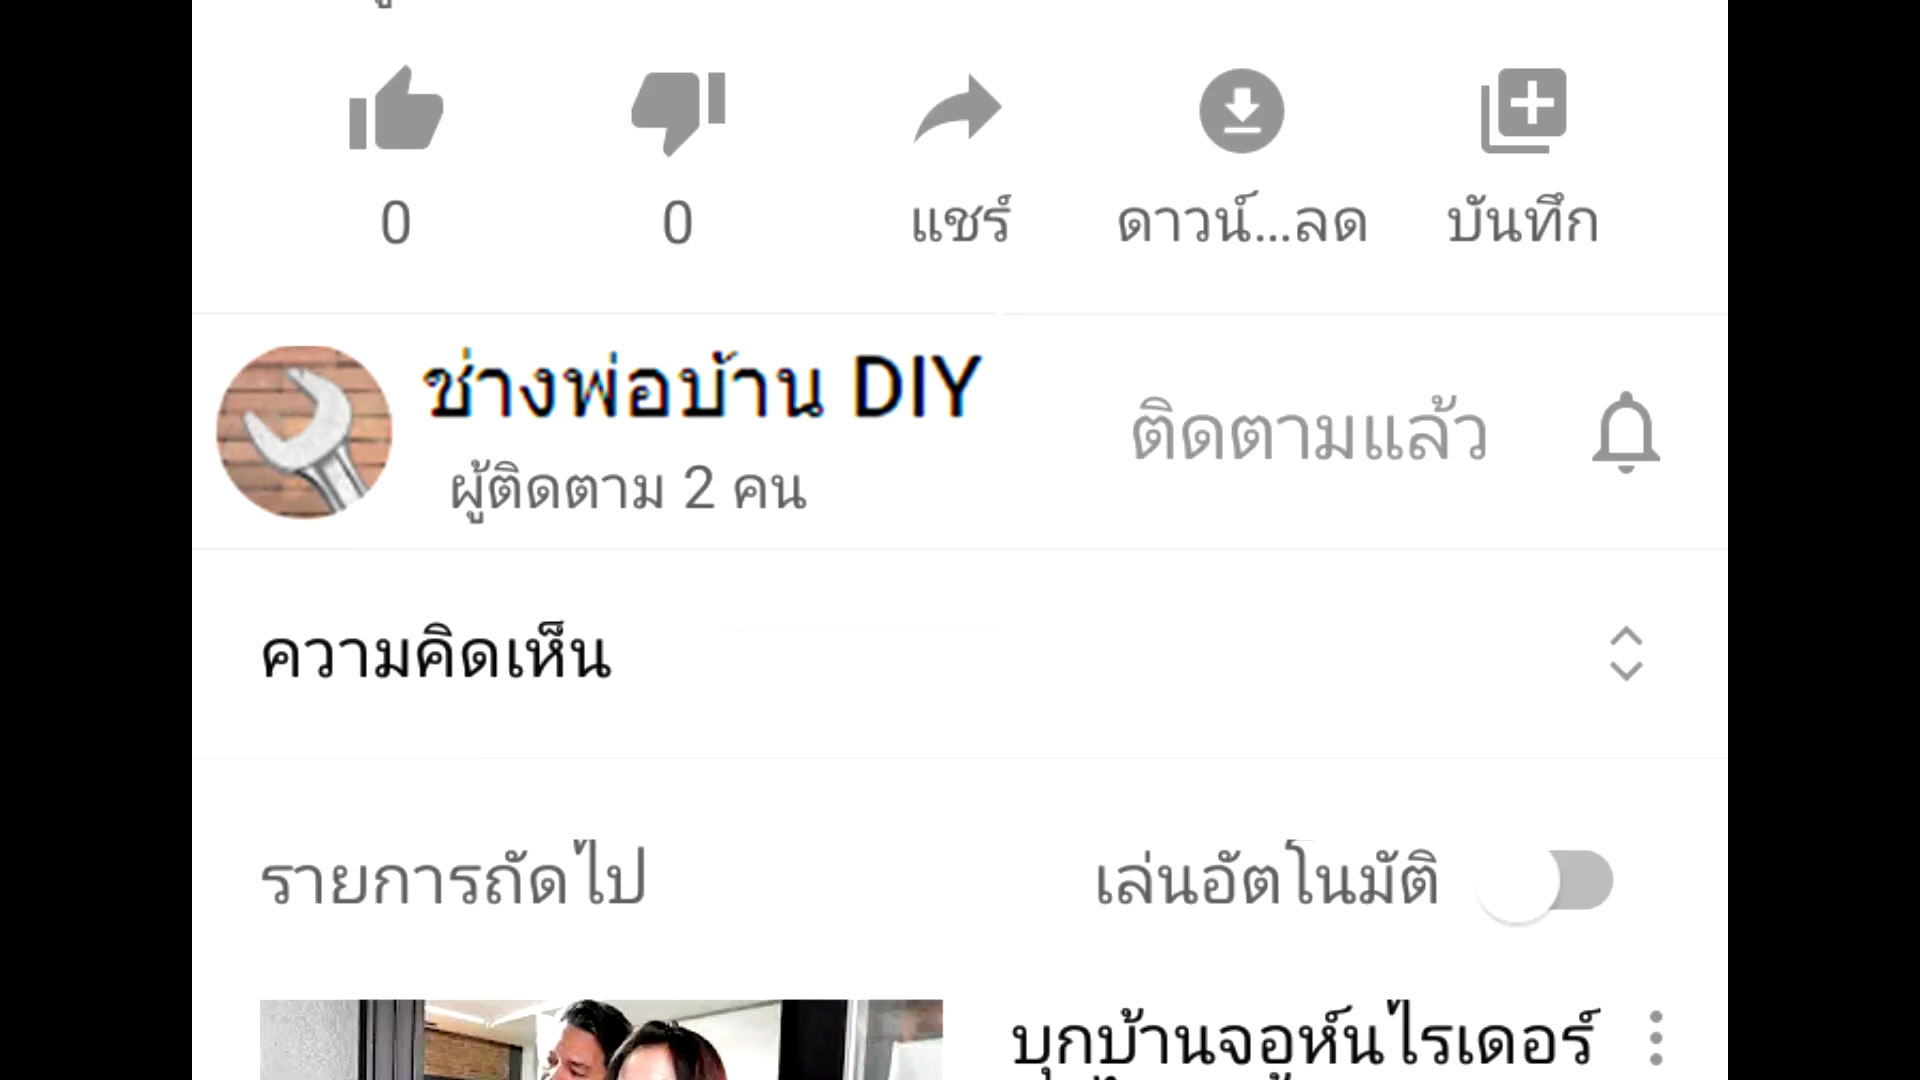 0
0
แชร์
ดาวน์...ลด
บันทึก
ช่างพ่อบ้าน DIY
ผู้ติดตาม 2 คน
ติดตามแล้ว
ความคิดเห็น
รายการถัดไป
เล่นอัตโนมัติ
บุกบ้านจอห์นไรเดอร์